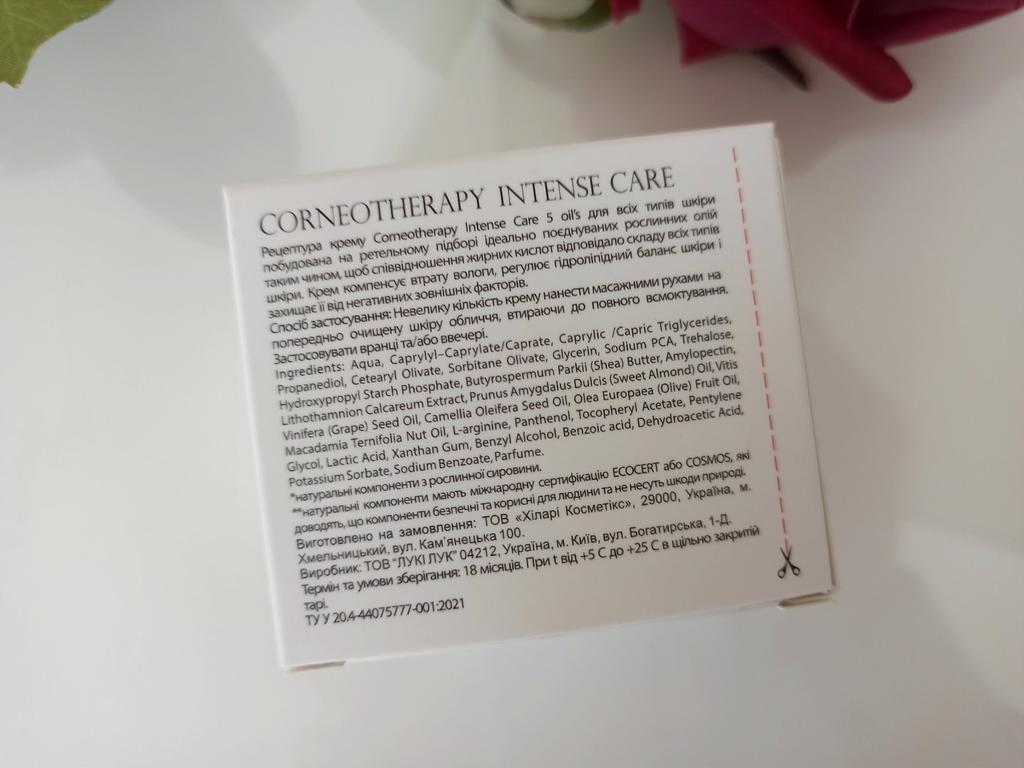 CORNEOTHERAPY INTENSE CARE
Рецептура крему Corneotherapy Intense Care 5 oil's для всіх типів шкіри
побудована на ретельному підборі ідеально поєднуваних рослинних олій
таким чином, щоб співвідношення жирних кислот відповідало складу всіх типів
шкіри. Крем компенсує втрату вологи, регулює гідроліпідний баланс шкіри і
захищає її від негативних зовнішніх факторів.
Спосіб застосування: Невелику кількість крему нанести масажними рухами на
попередньо очищену шкіру обличчя, втираючи до повного всмоктування.
Застосовувати вранці та/або ввечері.
Ingredients: Aqua, Caprylyl–Caprylate/Caprate, Caprylic /Capric Triglycerides,
Propanediol, Cetearyl Olivate, Sorbitane Olivate, Glycerin, Sodium PCA, Trehalose,
Hydroxypropyl Starch Phosphate, Butyrospermum Parkii (Shea) Butter, Amylopectin,
Lithothamnion Calcareum Extract, Prunus Amygdalus Dulcis (Sweet Almond) Oil, Vitis
Vinifera (Grape) Seed Oil, Camellia Oleifera Seed Oil, Olea Europaea (Olive) Fruit Oil,
Macadamia Ternifolia Nut Oil, L-arginine, Panthenol, Tocopheryl Acetate, Pentylene
Glycol, Lactic Acid, Xanthan Gum, Benzyl Alcohol, Benzoic acid, Dehydroacetic Acid,
Potassium Sorbate, Sodium Benzoate, Parfume.
*натуральні компоненти з рослинної сировини.
**натуральні компоненти мають міжнародну сертифікацію ECOCERT або COSMOS, які
доводять, що компоненти безпечні та корисні для людини та не несуть шкоди природі.
Виготовлено на замовлення: ТОВ «Хіларі Косметікс», 29000, Україна, м.
Хмельницький, вул. Кам'янецька 100.
Виробник: ТОВ "ЛУКІ ЛУК" 04212, Україна, м. Київ, вул. Богатирська, 1-Д.
Термін та умови зберігання: 18 місяців. При t від +5 С до +25 С в щільно закритій
тарі.
ТУ У 20.4-44075777-001:2021